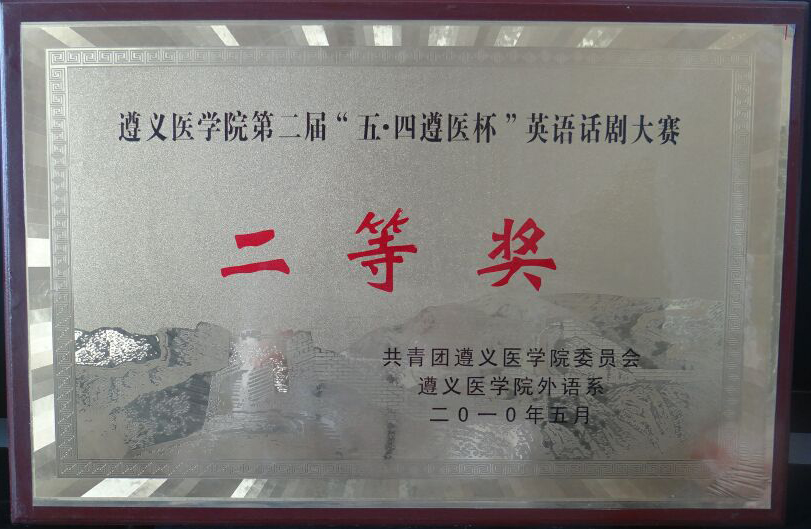 遵义医学院第二届“五·四遵医杯”英语话剧大赛
二等奖
共青团遵义医学院委员会
遵义医学院外语系
二0一0年五月